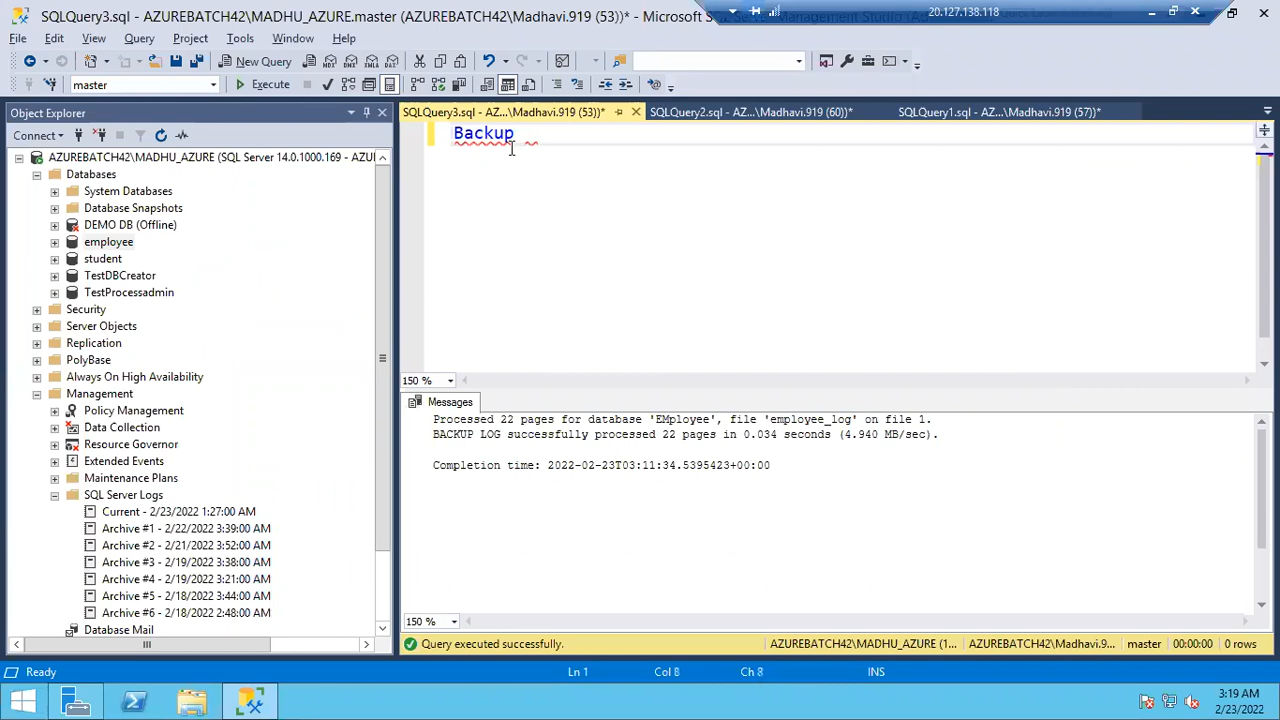 SQLQuery3.sql - AZUREBATCH42\MADHU_AZURE.master (AZUREBATCH42\Madhavi.919 (53))* - Microsoft SQL Server Management Studio
20.127.138.118
File Edit View Query Project Tools Window Help
New Query
master
Execute
Object Explorer
SQLQuery3.sql - AZ...\Madhavi.919 (53))*
SQLQuery2.sql - AZ...\Madhavi.919 (60))*
SQLQuery1.sql - AZ...\Madhavi.919 (57))*
Connect
AZUREBATCH42\MADHU_AZURE (SQL Server 14.0.1000.169 - AZU
Databases
System Databases
Database Snapshots
DEMO DB (Offline)
employee
student
TestDBCreator
TestProcessadmin
Security
Server Objects
Replication
PolyBase
Always On High Availability
Management
Policy Management
Data Collection
Resource Governor
Extended Events
Maintenance Plans
SQL Server Logs
Current - 2/23/2022 1:27:00 AM
Archive #1 - 2/22/2022 3:39:00 AM
Archive #2 - 2/21/2022 3:52:00 AM
Archive #3 - 2/19/2022 3:38:00 AM
Archive #4 - 2/19/2022 3:21:00 AM
Archive #5 - 2/18/2022 3:44:00 AM
Archive #6 - 2/18/2022 2:48:00 AM
Database Mail
Backup
150 %
Messages
Processed 22 pages for database 'EMployee', file 'employee_log' on file 1.
BACKUP LOG successfully processed 22 pages in 0.034 seconds (4.940 MB/sec).
Completion time: 2022-02-23T03:11:34.5395423+00:00
150 %
Query executed successfully.
AZUREBATCH42\MADHU_AZURE (1...
AZUREBATCH42\Madhavi.9...
master
00:00:00
0 rows
Ready
Ln 1
Col 8
Ch 8
INS
3:19 AM
2/23/2022